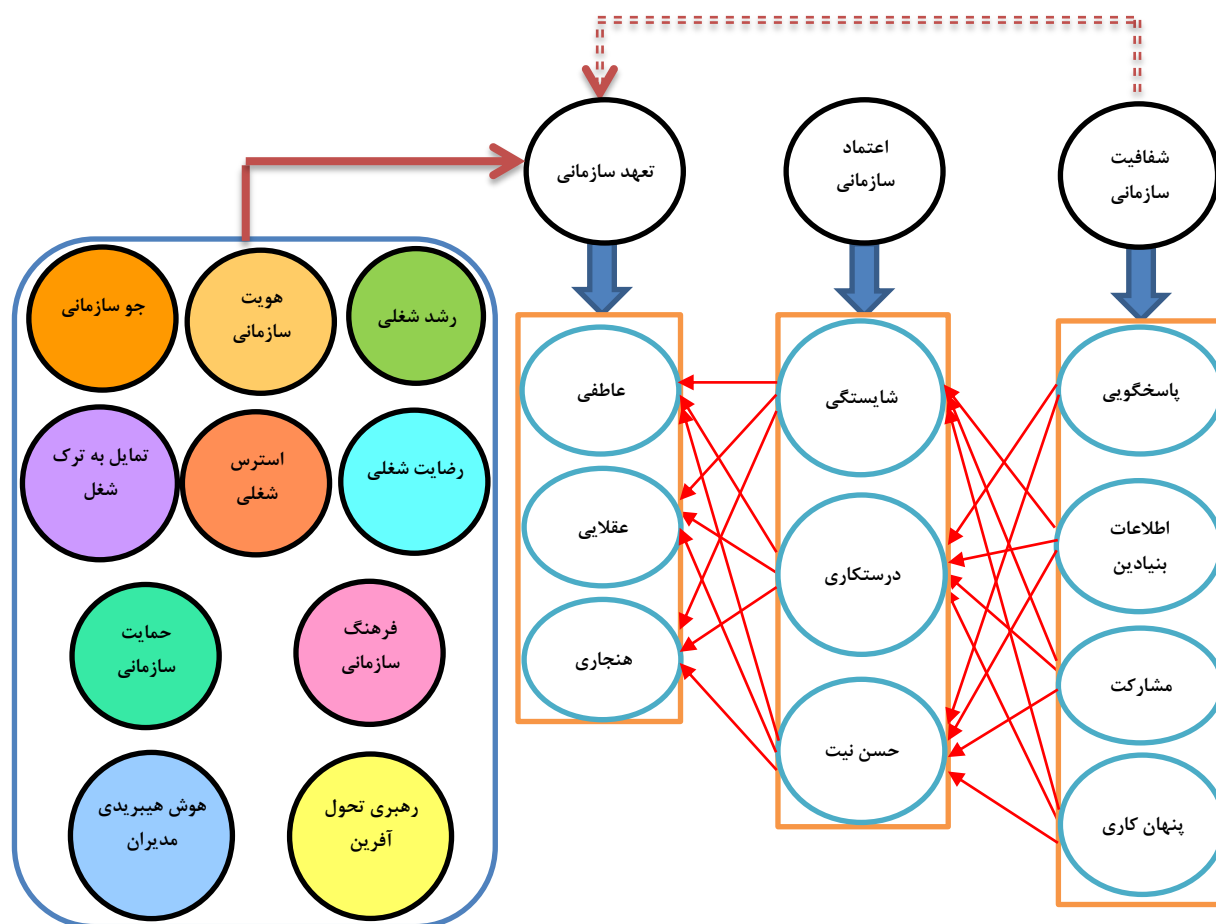 شفافیت
سازمانی
اعتماد
سازمانی
تعهد سازمانی
پاسخگویی
اطلاعات
بنیادین
مشارکت
پنهان کاری
شایستگی
درستکاری
حسن نیت
عاطفی
عقلایی
هنجاری
رشد شغلی
هویت
سازمانی
جو سازمانی
رضایت شغلی
استرس
شغلی
تمایل به ترک
شغل
فرهنگ
سازمانی
حمایت
سازمانی
رهبری تحول
آفرین
هوش هیبریدی
مدیران